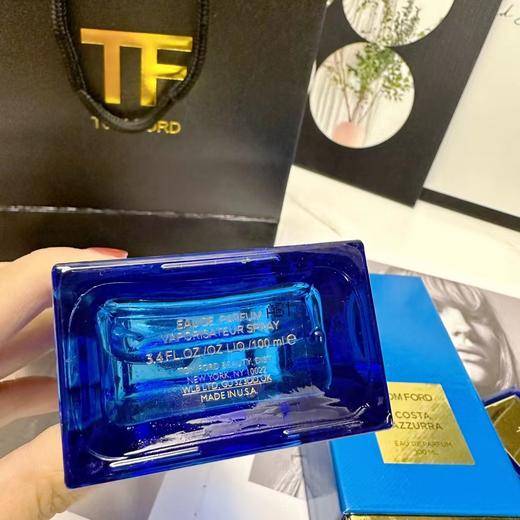 TF
TOM FORD
EAU DE PARFUM
VAPORISATEUR SPRAY
3.4 FL.OZ./OZ.LIQ./100 ml ℮
TOM FORD BEAUTY, DIST.
NEW YORK, NY 10022
MADE IN U.S.A.
TOM FORD
COSTA
AZZURRA
EAU DE PARFUM
100 ML